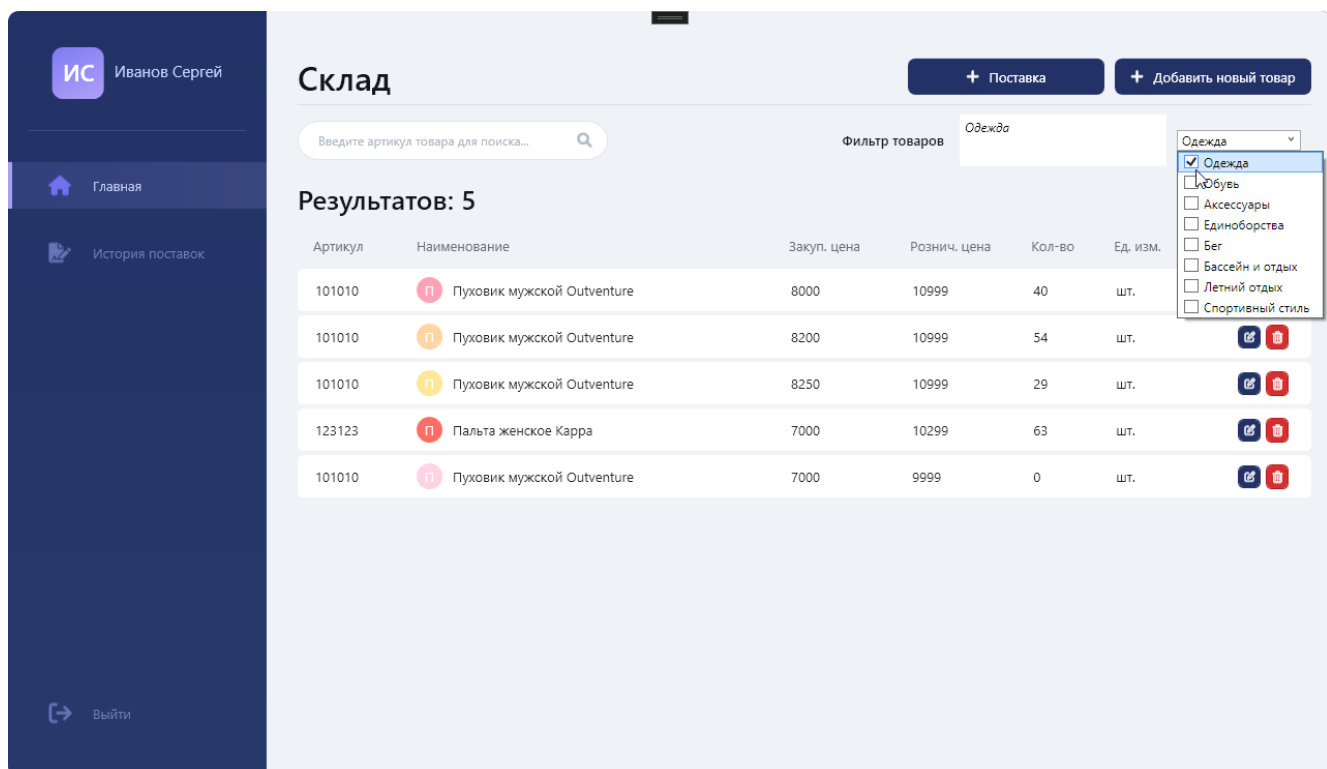 ИС Иванов Сергей
Главная
История поставок
Выйти
Склад
+ Поставка
+ Добавить новый товар
Введите артикул товара для поиска...
Фильтр товаров
Одежда
Одежда
Одежда
Обувь
Аксессуары
Единоборства
Бег
Бассейн и отдых
Летний отдых
Спортивный стиль
Результатов: 5
Артикул Наименование Закуп. цена Рознич. цена Кол-во Ед. изм.
101010 П Пуховик мужской Outventure 8000 10999 40 шт.
101010 П Пуховик мужской Outventure 8200 10999 54 шт.
101010 П Пуховик мужской Outventure 8250 10999 29 шт.
123123 П Пальта женское Kappa 7000 10299 63 шт.
101010 П Пуховик мужской Outventure 7000 9999 0 шт.